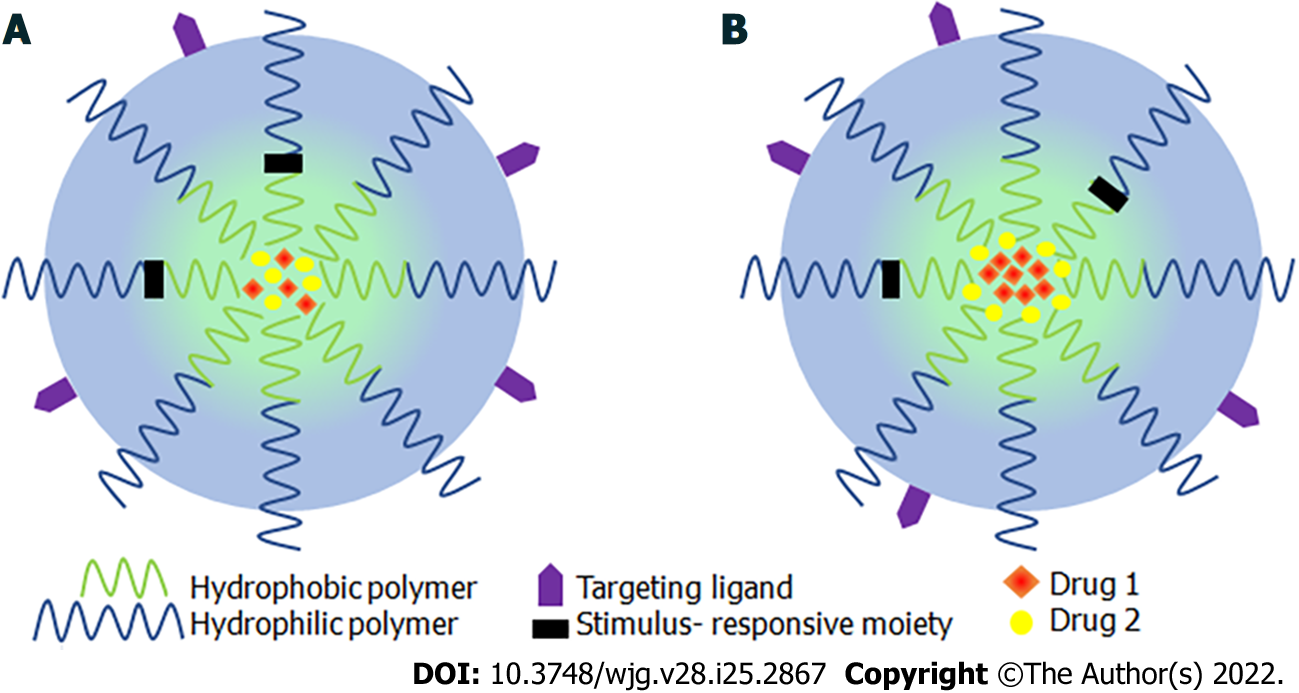 A
B
Hydrophobic polymer
Hydrophilic polymer
Targeting ligand
Stimulus- responsive moiety
Drug 1
Drug 2
DOI: 10.3748/wjg.v28.i25.2867 Copyright ©The Author(s) 2022.